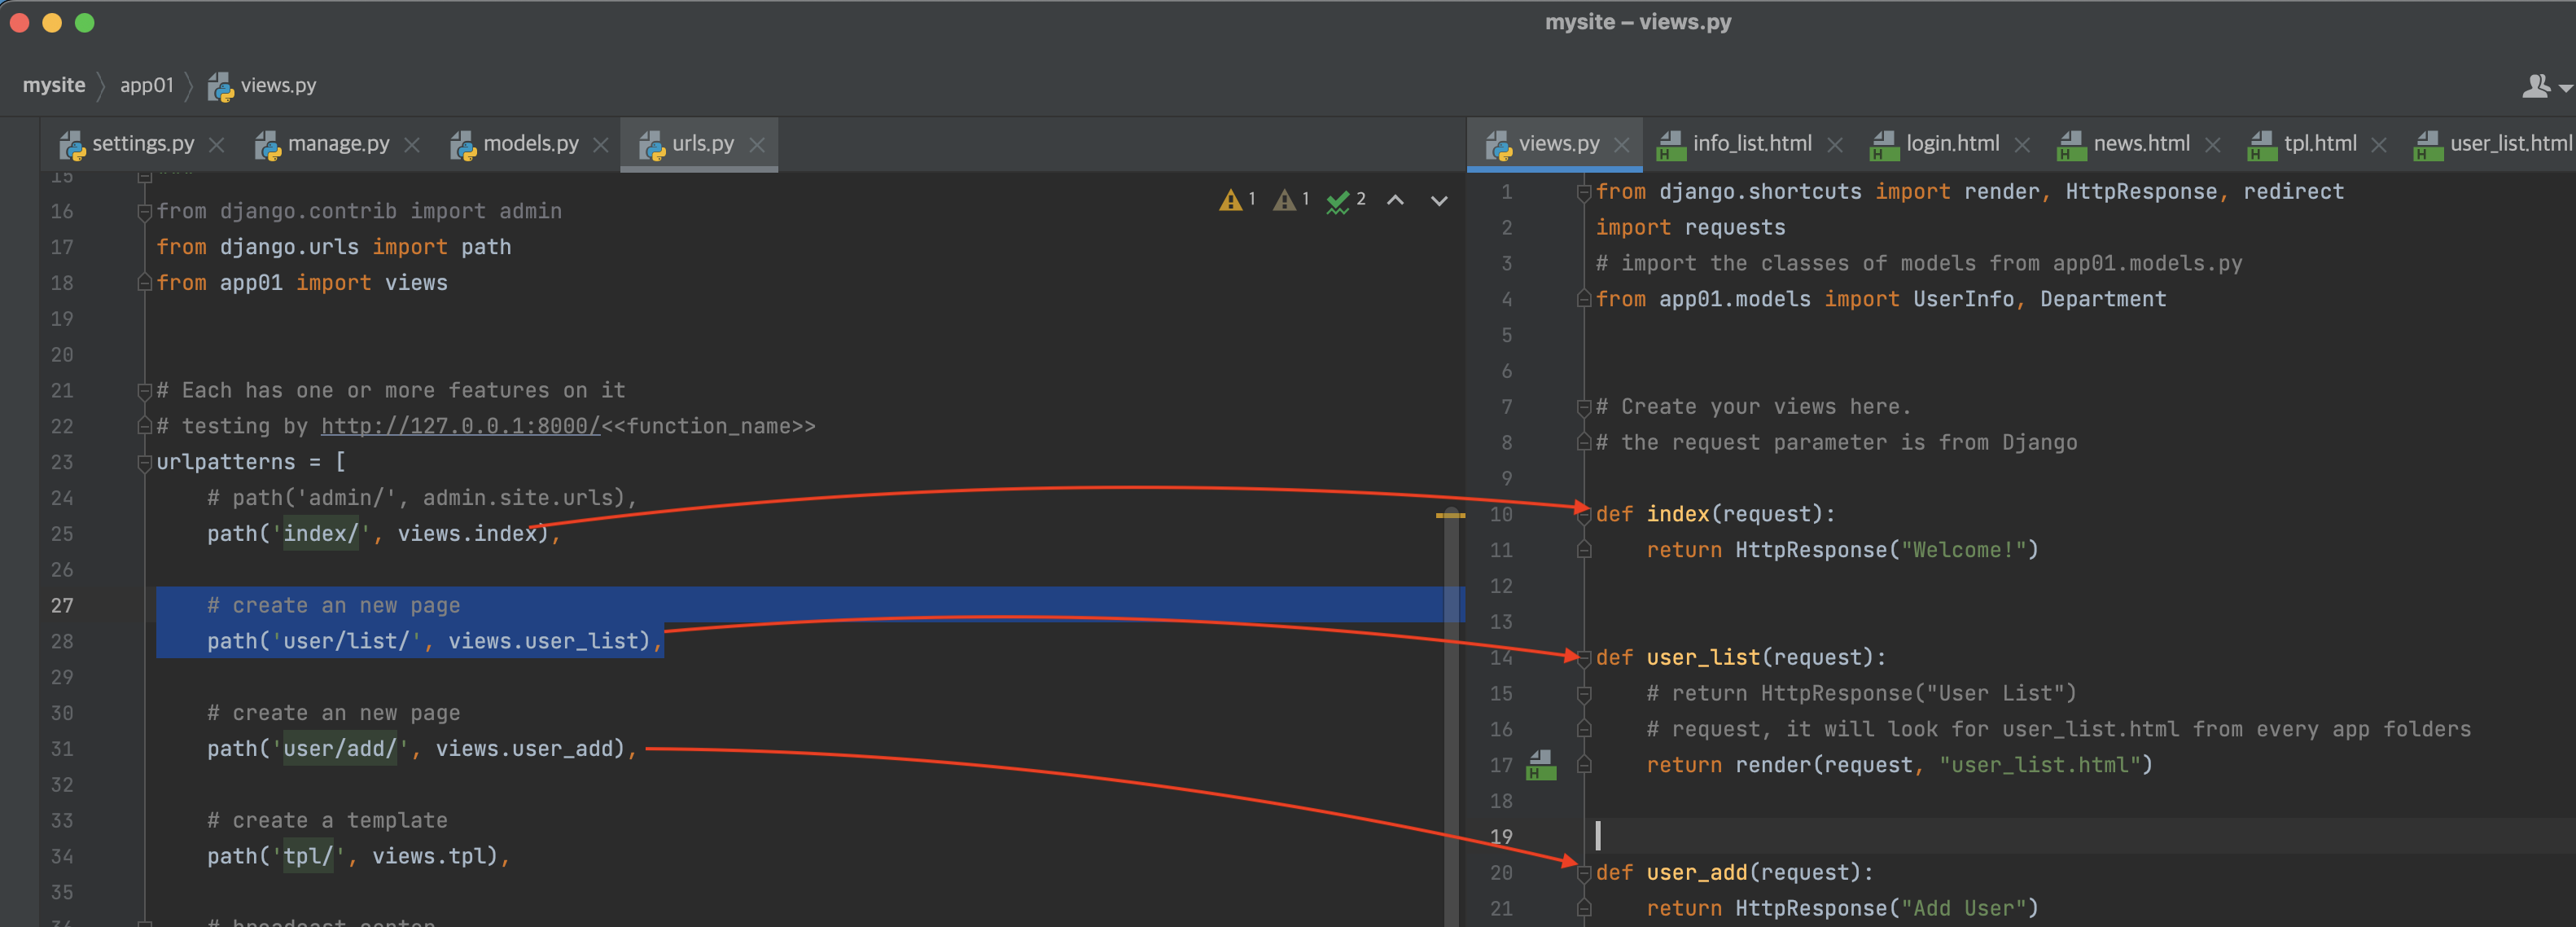 mysite – views.py
mysite app01 views.py
settings.py manage.py models.py urls.py
15
16 from django.contrib import admin
17 from django.urls import path
18 from app01 import views
19
20
21 # Each has one or more features on it
22 # testing by http://127.0.0.1:8000/<<function_name>>
23 urlpatterns = [
24 # path('admin/', admin.site.urls),
25 path('index/', views.index),
26
27 # create an new page
28 path('user/list/', views.user_list),
29
30 # create an new page
31 path('user/add/', views.user_add),
32
33 # create a template
34 path('tpl/', views.tpl),
35
36 # broadcast center
1 1 2
views.py info_list.html login.html news.html tpl.html user_list.html
1 from django.shortcuts import render, HttpResponse, redirect
2 import requests
3 # import the classes of models from app01.models.py
4 from app01.models import UserInfo, Department
5
6
7 # Create your views here.
8 # the request parameter is from Django
9
10 def index(request):
11 return HttpResponse("Welcome!")
12
13
14 def user_list(request):
15 # return HttpResponse("User List")
16 # request, it will look for user_list.html from every app folders
17 return render(request, "user_list.html")
18
19
20 def user_add(request):
21 return HttpResponse("Add User")